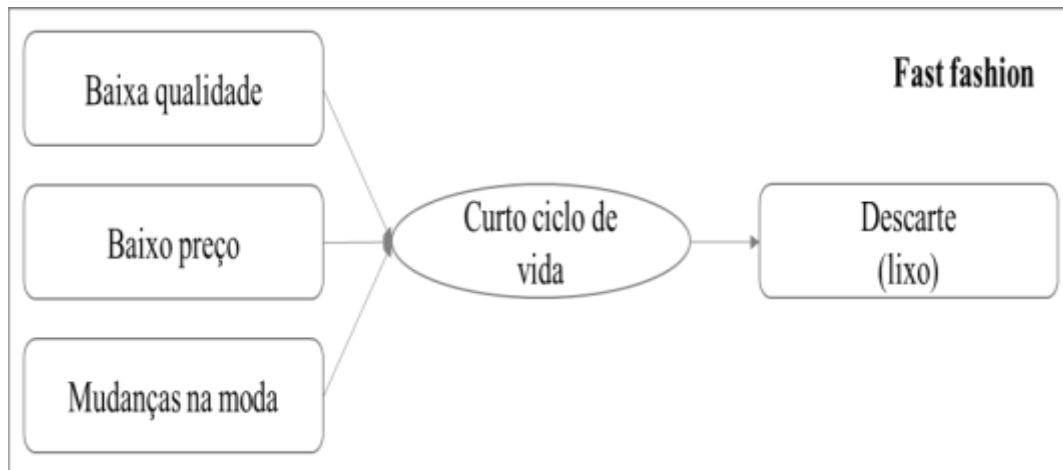 Fast fashion
Baixa qualidade
Baixo preço
Mudanças na moda
Curto ciclo de
vida
Descarte
(lixo)